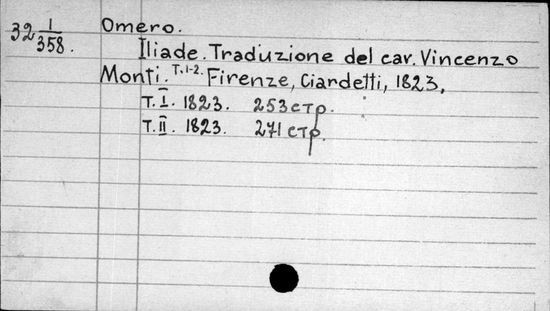 32 1/358. Omero.
Iliade. Traduzione del cav. Vincenzo
Monti. T.1-2. Firenze, Ciardetti, 1823,
T.I. 1823. 253 стр.
T.II. 1823. 271 стр.